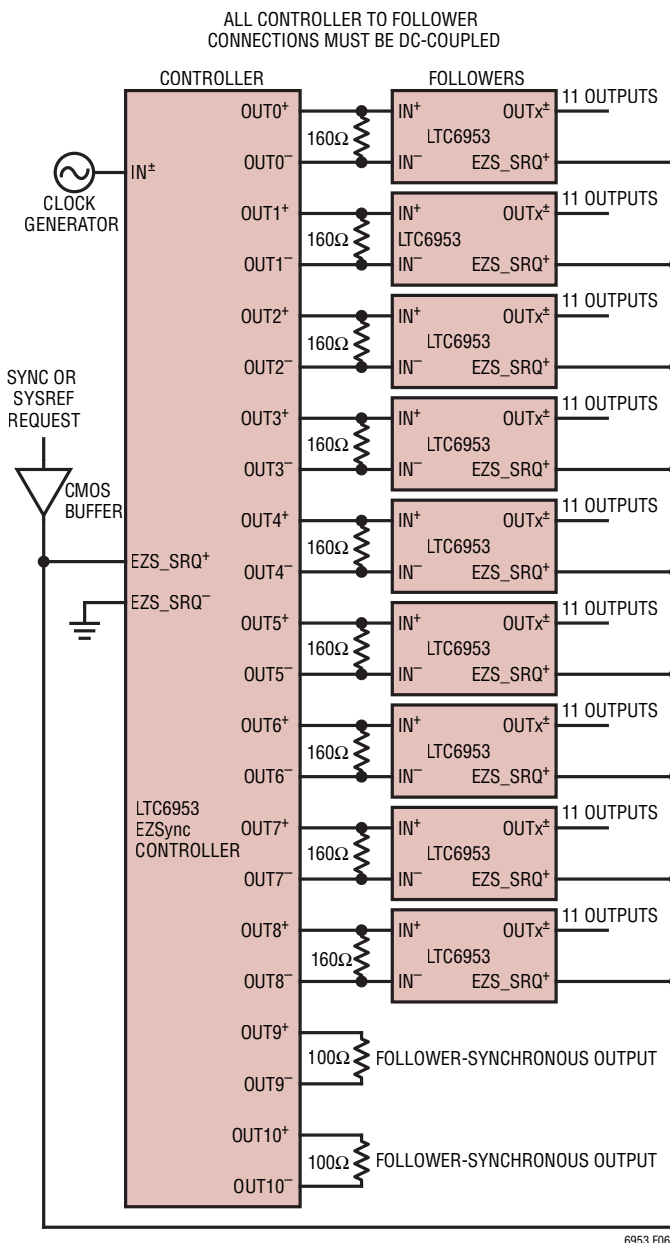 ALL CONTROLLER TO FOLLOWER
CONNECTIONS MUST BE DC-COUPLED
CONTROLLER
FOLLOWERS
CLOCK
GENERATOR
IN±
SYNC OR
SYSREF
REQUEST
CMOS
BUFFER
EZS_SRQ+
EZS_SRQ–
LTC6953
EZSync
CONTROLLER
OUT0+
160Ω
OUT0–
IN+
OUTx±
LTC6953
IN–
EZS_SRQ+
11 OUTPUTS
OUT1+
160Ω
OUT1–
IN+
OUTx±
LTC6953
IN–
EZS_SRQ+
11 OUTPUTS
OUT2+
160Ω
OUT2–
IN+
OUTx±
LTC6953
IN–
EZS_SRQ+
11 OUTPUTS
OUT3+
160Ω
OUT3–
IN+
OUTx±
LTC6953
IN–
EZS_SRQ+
11 OUTPUTS
OUT4+
160Ω
OUT4–
IN+
OUTx±
LTC6953
IN–
EZS_SRQ+
11 OUTPUTS
OUT5+
160Ω
OUT5–
IN+
OUTx±
LTC6953
IN–
EZS_SRQ+
11 OUTPUTS
OUT6+
160Ω
OUT6–
IN+
OUTx±
LTC6953
IN–
EZS_SRQ+
11 OUTPUTS
OUT7+
160Ω
OUT7–
IN+
OUTx±
LTC6953
IN–
EZS_SRQ+
11 OUTPUTS
OUT8+
160Ω
OUT8–
IN+
OUTx±
LTC6953
IN–
EZS_SRQ+
11 OUTPUTS
OUT9+
100Ω
FOLLOWER-SYNCHRONOUS OUTPUT
OUT9–
OUT10+
100Ω
FOLLOWER-SYNCHRONOUS OUTPUT
OUT10–
6953 F06